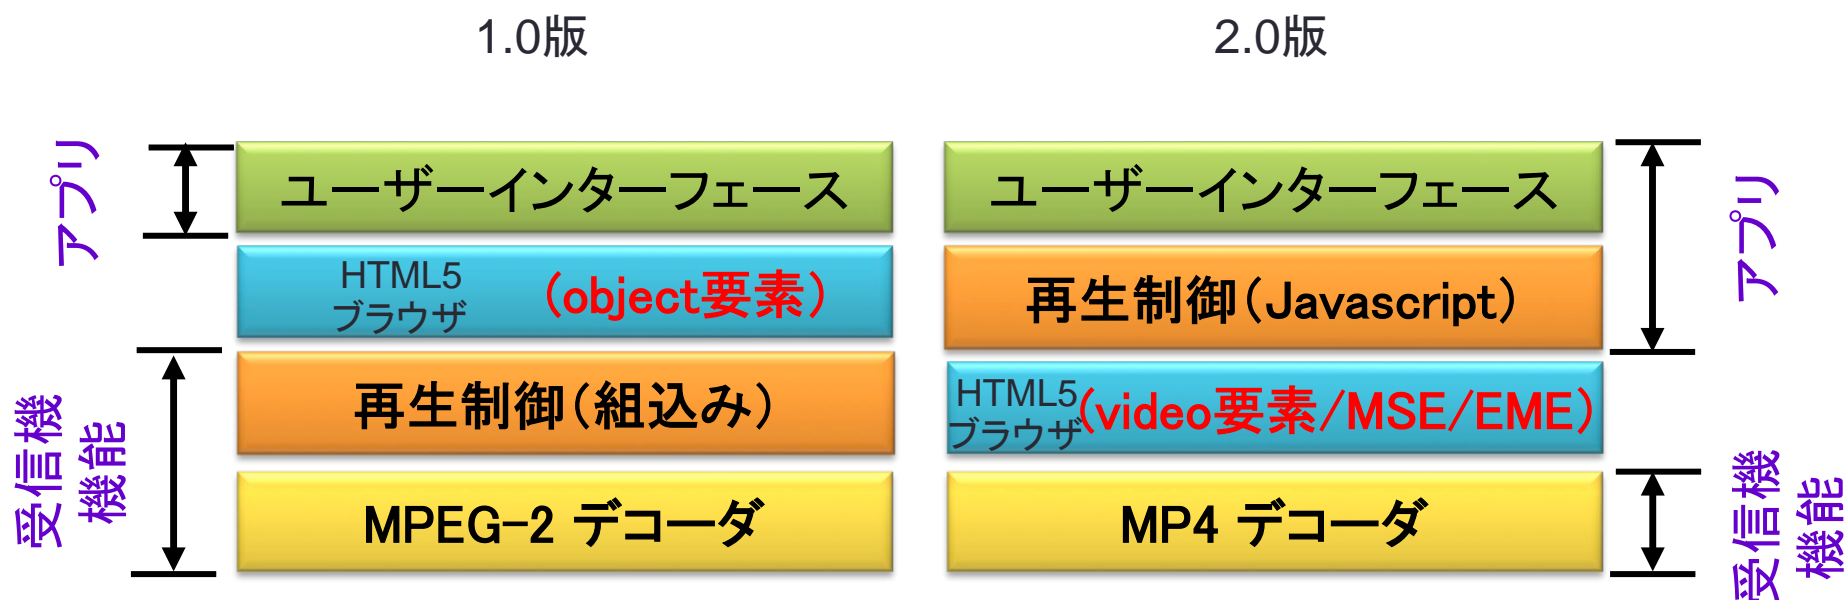 1.0版
アプリ
ユーザーインターフェース
HTML5
ブラウザ
(object要素)
受信機
機能
再生制御(組込み)
MPEG-2 デコーダ
2.0版
ユーザーインターフェース
アプリ
再生制御(Javascript)
HTML5
ブラウザ
(video要素/MSE/EME)
MP4 デコーダ
受信機
機能